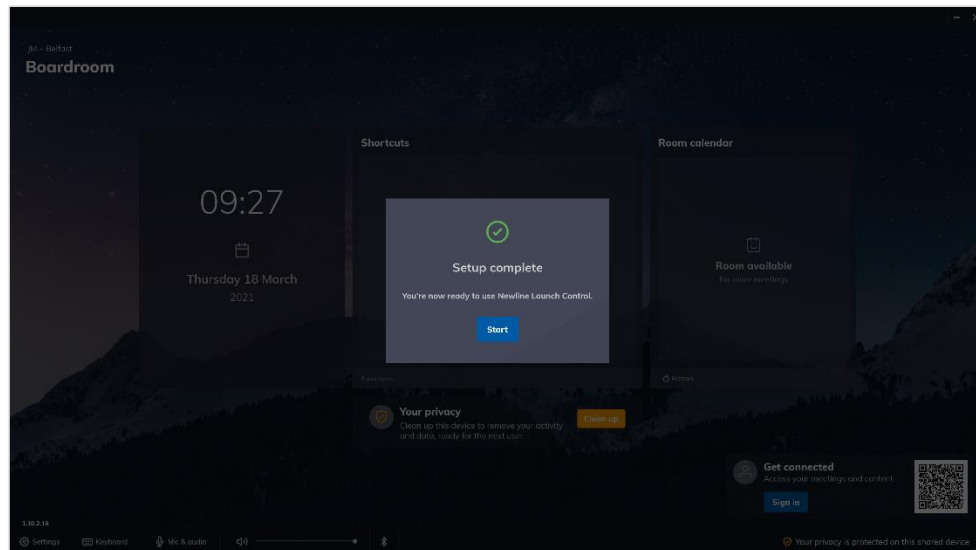 JM - Belfast
Boardroom
Shortcuts
Room calendar
09:27
Thursday 18 March
2021
Setup complete
You're now ready to use Newline Launch Control.
Start
Room available
No more meetings
Refresh
Your privacy
Clean up this device to remove your activity
and data, ready for the next user.
Clean up
Get connected
Access your meetings and content.
Sign in
1.10.2.16
Settings
Keyboard
Mic & audio
Your privacy is protected on this shared device